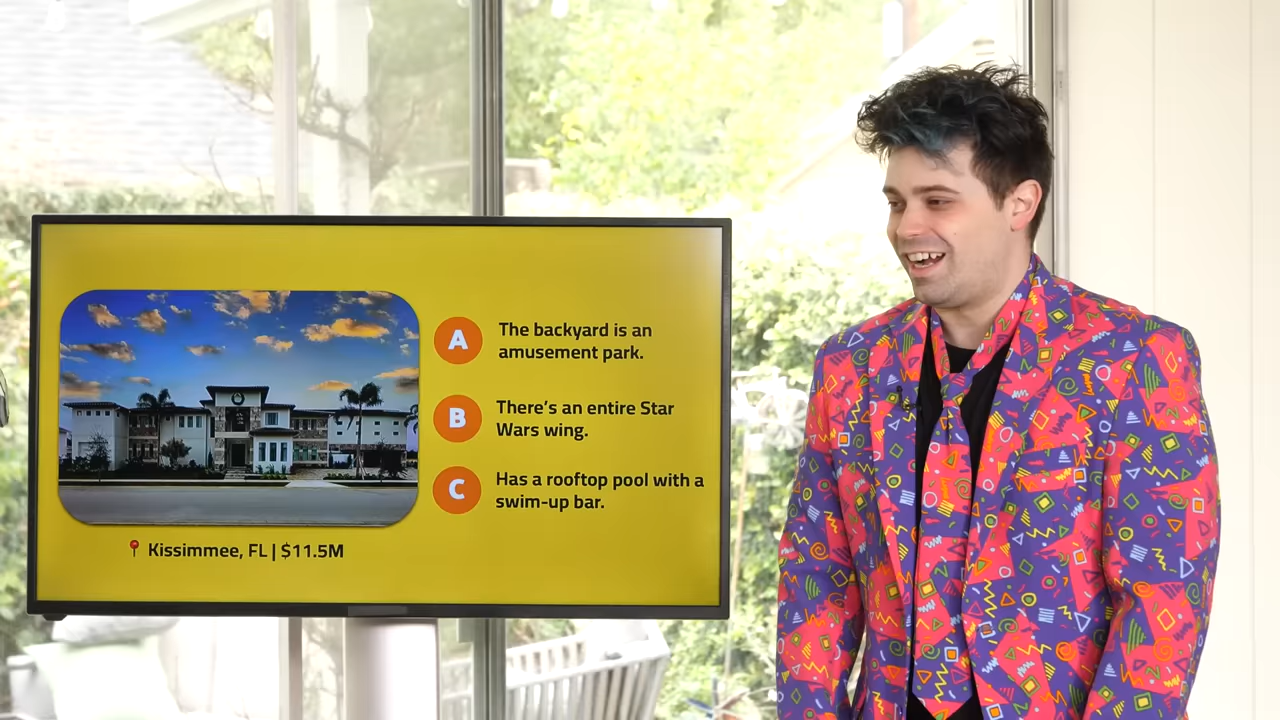 A
The backyard is an
amusement park.
B
There's an entire Star
Wars wing.
C
Has a rooftop pool with a
swim-up bar.
Kissimmee, FL | $11.5M